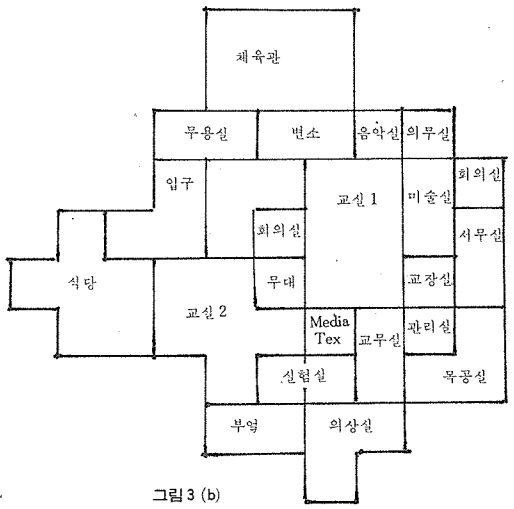 체육관
무용실 변소 음악실 의무실
입구 교실 1 미술실 회의실
회의실 서무실
식당 무대 교장실
교실 2 Media
Tex 교무실 관리실
실험실 목공실
부엌 의상실
그림 3 (b)